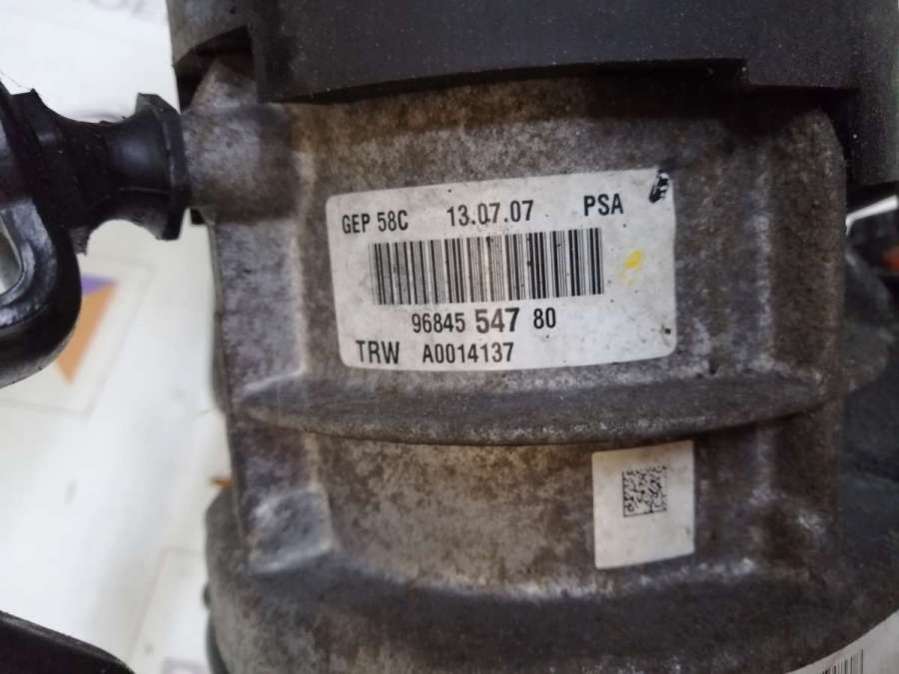 GEP 58C 13.07.07 PSA
96845 547 80
TRW A0014137